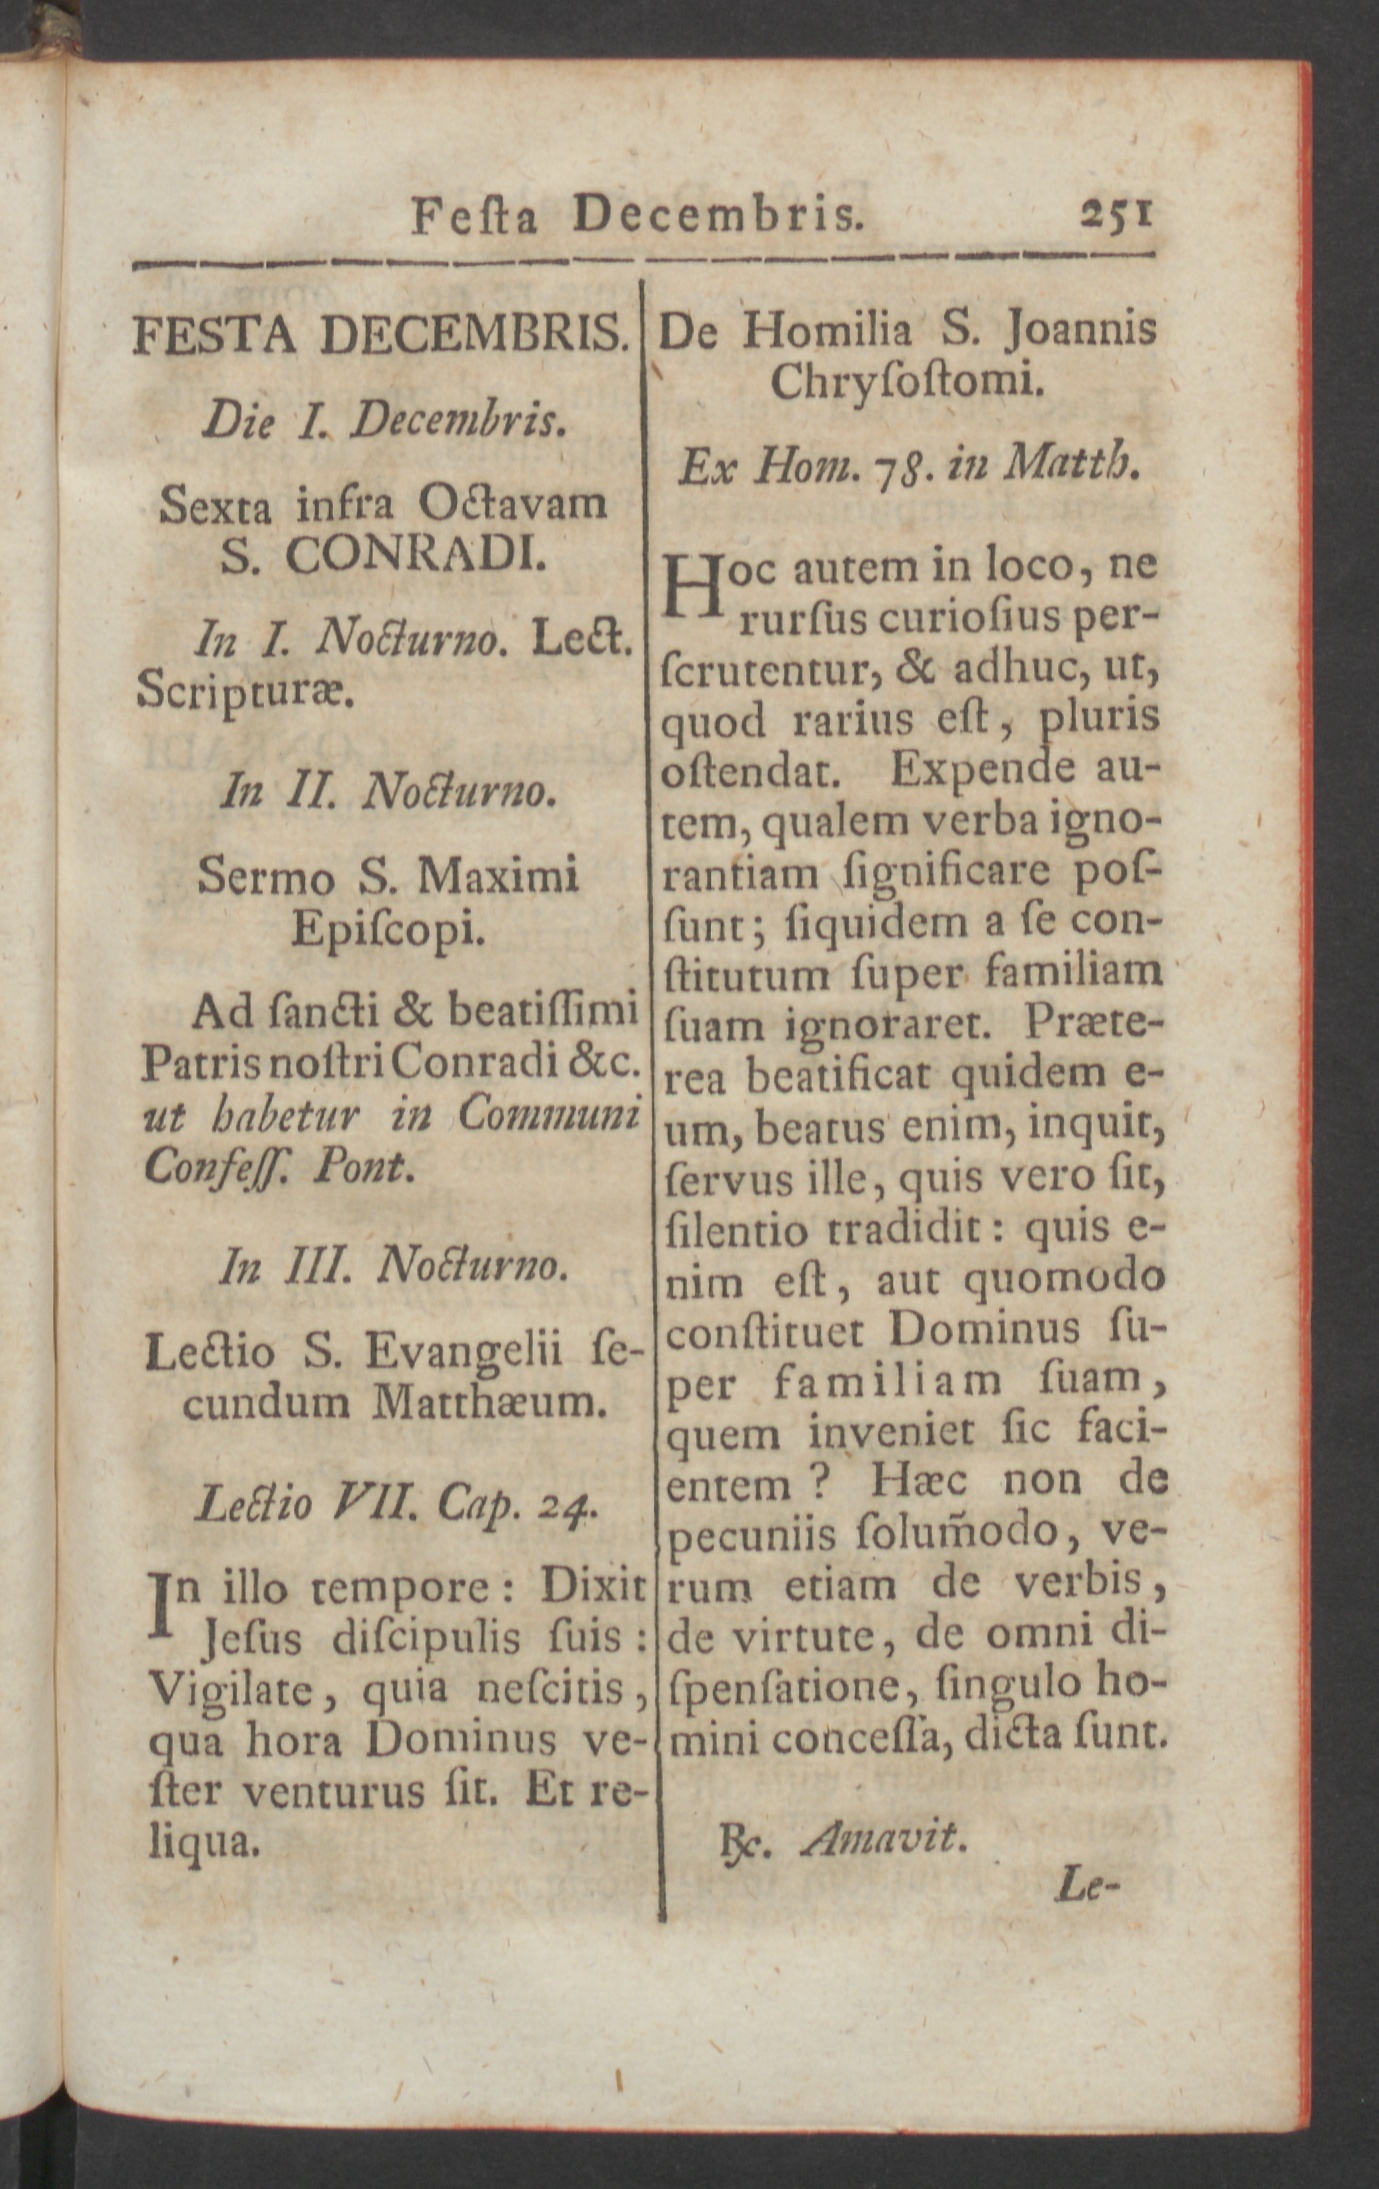 Feſta Decembris. 251
FESTA DECEMBRIS.
Die I. Decembris.
Sexta infra Octavam
S. CONRADI.
In I. Nocturno. Lect.
Scripturæ.
In II. Nocturno.
Sermo S. Maximi
Epiſcopi.
Ad ſancti & beatiſſimi
Patris noſtri Conradi &c.
ut habetur in Communi
Confeſſ. Pont.
In III. Nocturno.
Lectio S. Evangelii ſe-
cundum Matthæum.
Lectio VII. Cap. 24.
In illo tempore: Dixit
Jeſus diſcipulis ſuis:
Vigilate, quia neſcitis,
qua hora Dominus ve-
ſter venturus ſit. Et re-
liqua.
De Homilia S. Joannis
Chryſoſtomi.
Ex Hom. 78. in Matth.
Hoc autem in loco, ne
rurſus curioſius per-
ſcrutentur, & adhuc, ut,
quod rarius eſt, pluris
oſtendat. Expende au-
tem, qualem verba igno-
rantiam ſignificare poſ-
ſunt; ſiquidem a ſe con-
ſtitutum ſuper familiam
ſuam ignoraret. Præte-
rea beatificat quidem e-
um, beatus enim, inquit,
ſervus ille, quis vero ſit,
ſilentio tradidit: quis e-
nim eſt, aut quomodo
conſtituet Dominus ſu-
per familiam ſuam,
quem inveniet ſic faci-
entem? Hæc non de
pecuniis ſolum̃odo, ve-
rum etiam de verbis,
de virtute, de omni di-
ſpenſatione, ſingulo ho-
mini conceſſa, dicta ſunt.
℞. Amavit.
Le-